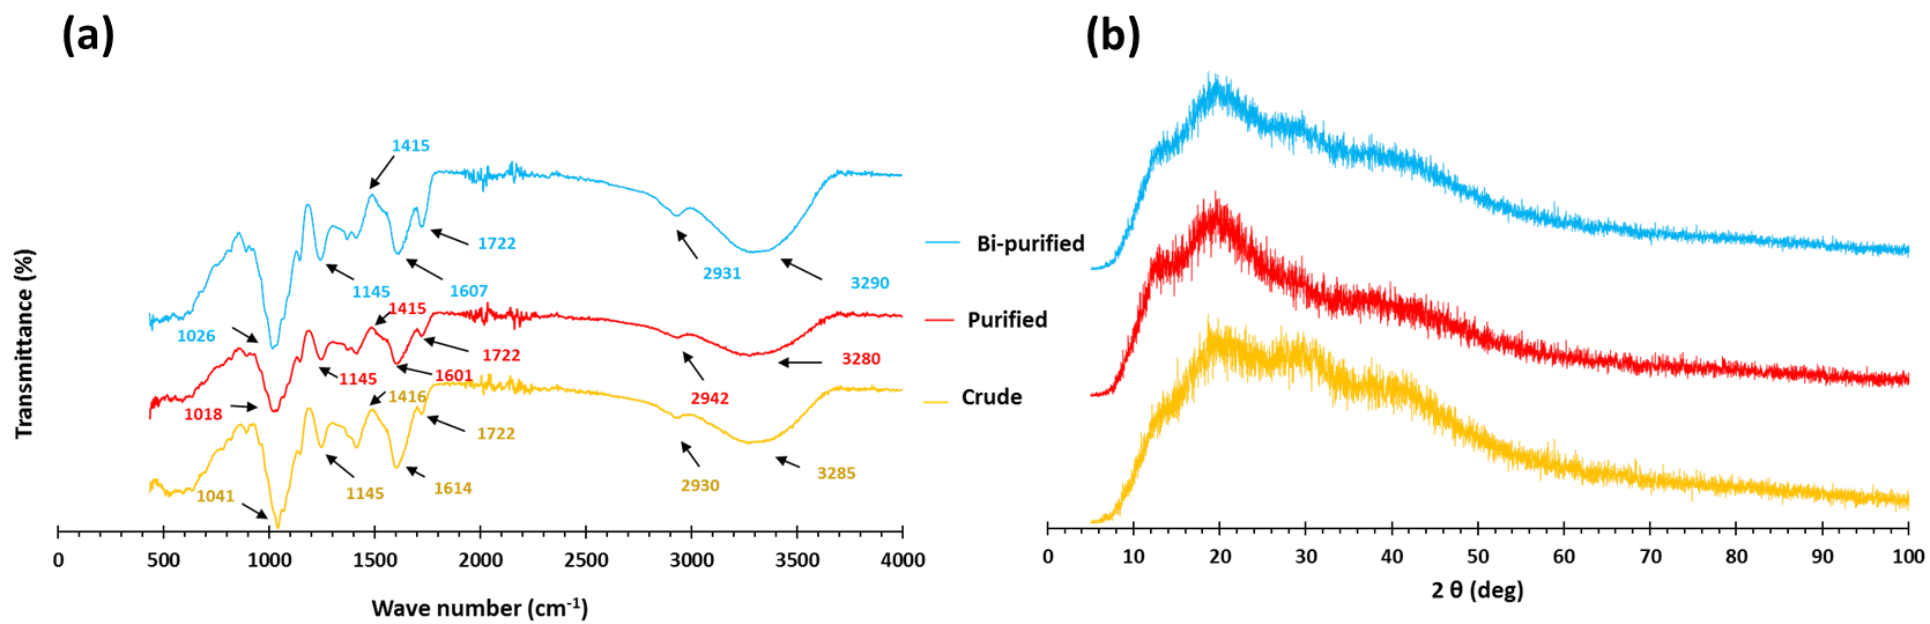 (a)
(b)
Transmittance (%)
1415
1722
1145
1607
1026
2931
3290
1415
1722
1145
1601
1018
2942
3280
1416
1722
1145
1614
1041
2930
3285
0 500 1000 1500 2000 2500 3000 3500 4000
Wave number (cm⁻¹)
Bi-purified
Purified
Crude
0 10 20 30 40 50 60 70 80 90 100
2 θ (deg)